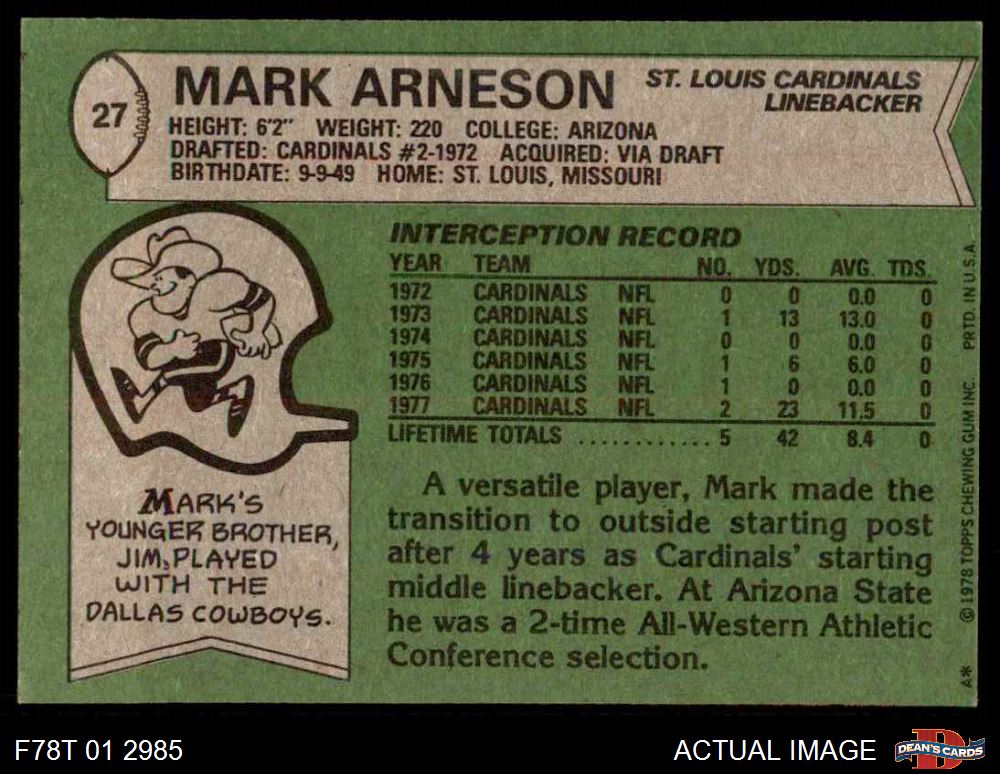 27
MARK ARNESON
ST. LOUIS CARDINALS
LINEBACKER
HEIGHT: 6'2" WEIGHT: 220 COLLEGE: ARIZONA
DRAFTED: CARDINALS #2-1972 ACQUIRED: VIA DRAFT
BIRTHDATE: 9-9-49 HOME: ST. LOUIS, MISSOURI
INTERCEPTION RECORD
YEAR TEAM NO. YDS. AVG. TDS.
1972 CARDINALS NFL 0 0 0.0 0
1973 CARDINALS NFL 1 13 13.0 0
1974 CARDINALS NFL 0 0 0.0 0
1975 CARDINALS NFL 1 6 6.0 0
1976 CARDINALS NFL 1 0 0.0 0
1977 CARDINALS NFL 2 23 11.5 0
LIFETIME TOTALS ............ 5 42 8.4 0
MARK'S
YOUNGER BROTHER,
JIM, PLAYED
WITH THE
DALLAS COWBOYS.
A versatile player, Mark made the
transition to outside starting post
after 4 years as Cardinals' starting
middle linebacker. At Arizona State
he was a 2-time All-Western Athletic
Conference selection.
A* ©1978 TOPPS CHEWING GUM INC. PRTD. IN U.S.A.
F78T 01 2985
ACTUAL IMAGE
D
DEAN'S CARDS